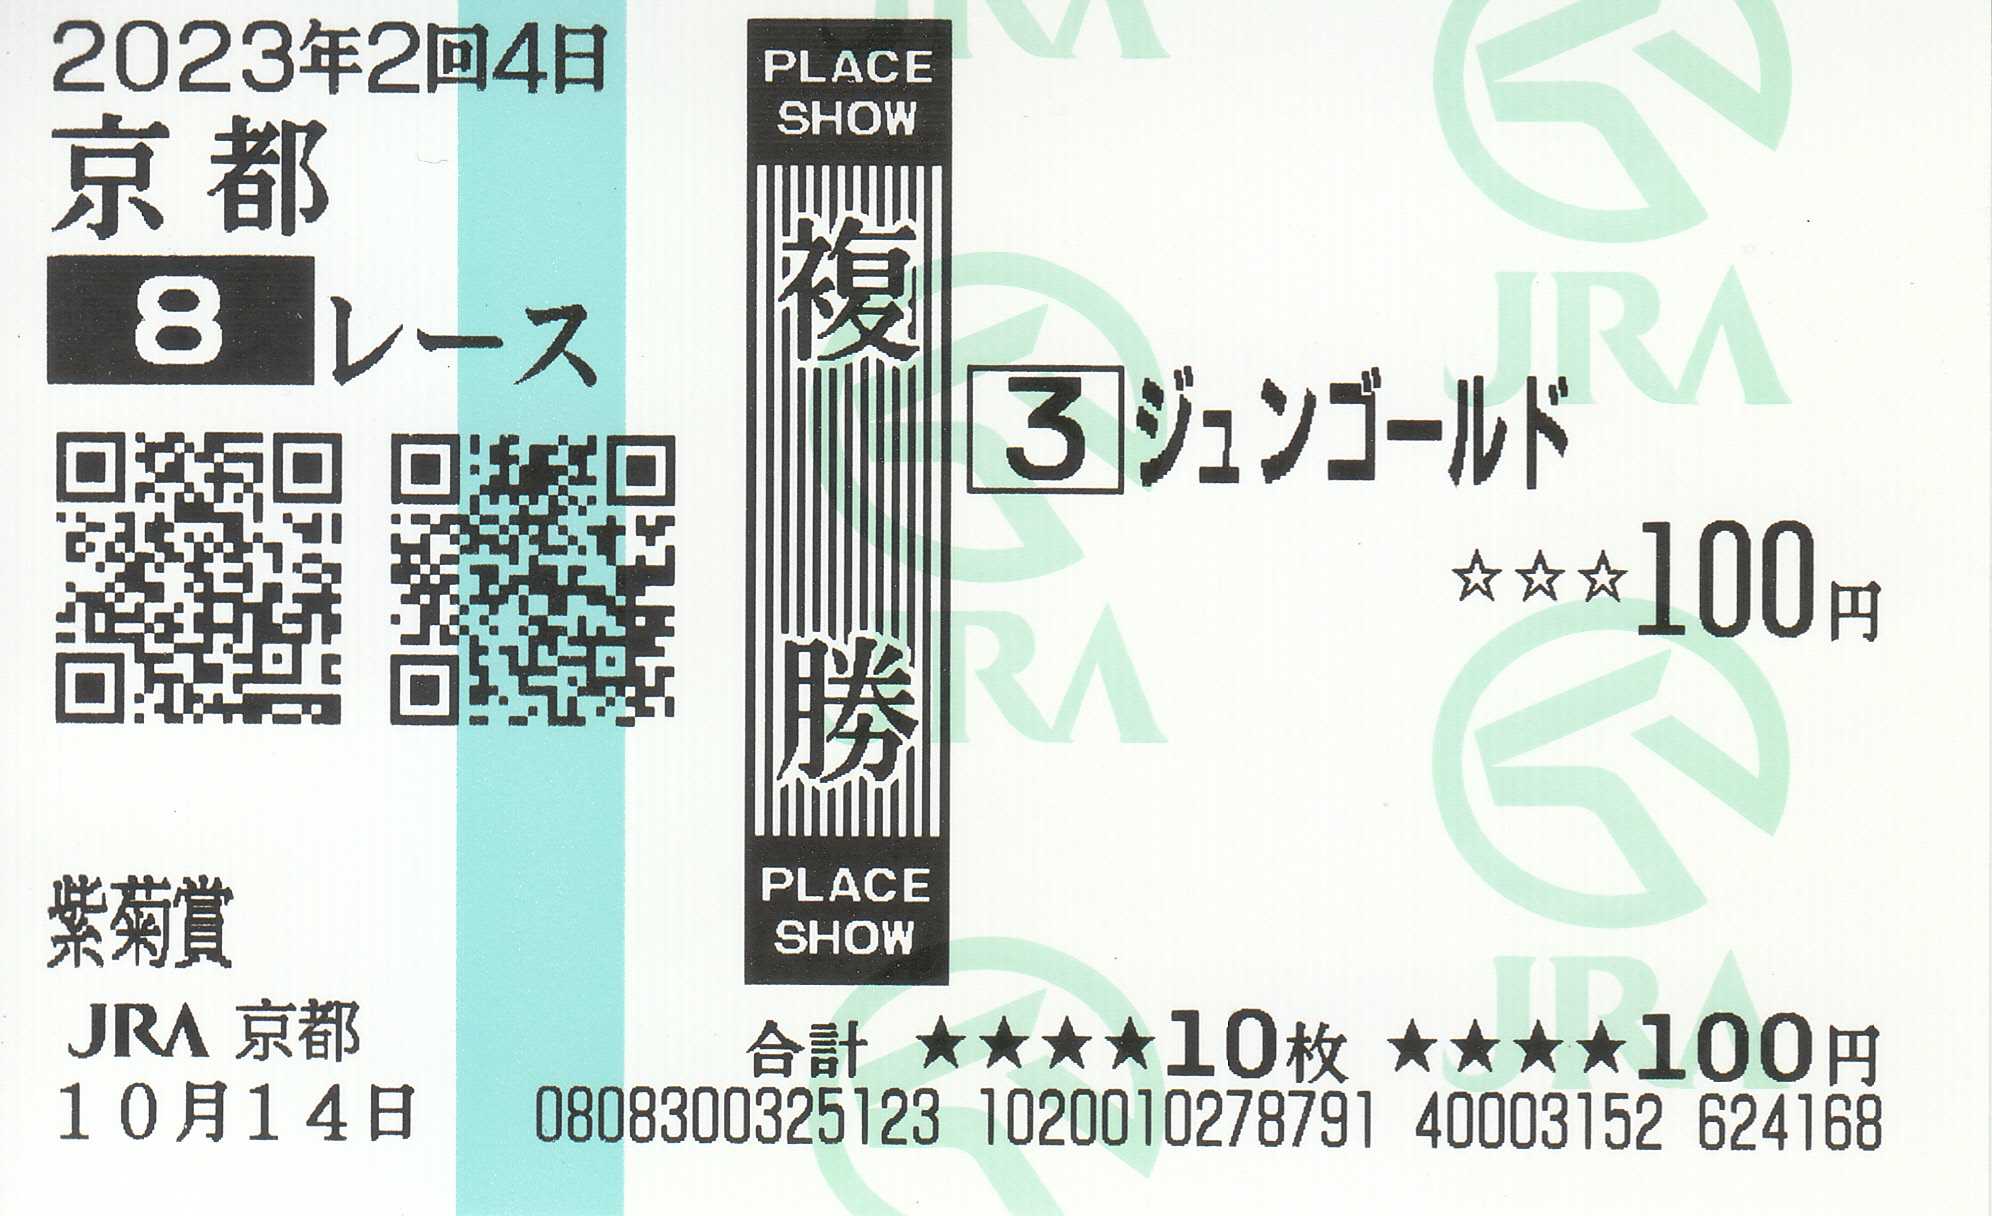 2023年2回4日
京都
8レース
PLACE
SHOW
複勝
PLACE
SHOW
3 ジュンゴールド
☆☆☆100円
紫菊賞
JRA 京都
10月14日
合計 ★★★★10枚 ★★★★100円
0808300325123 1020010278791 40003152 624168
JRA
JRA
JRA
JRA